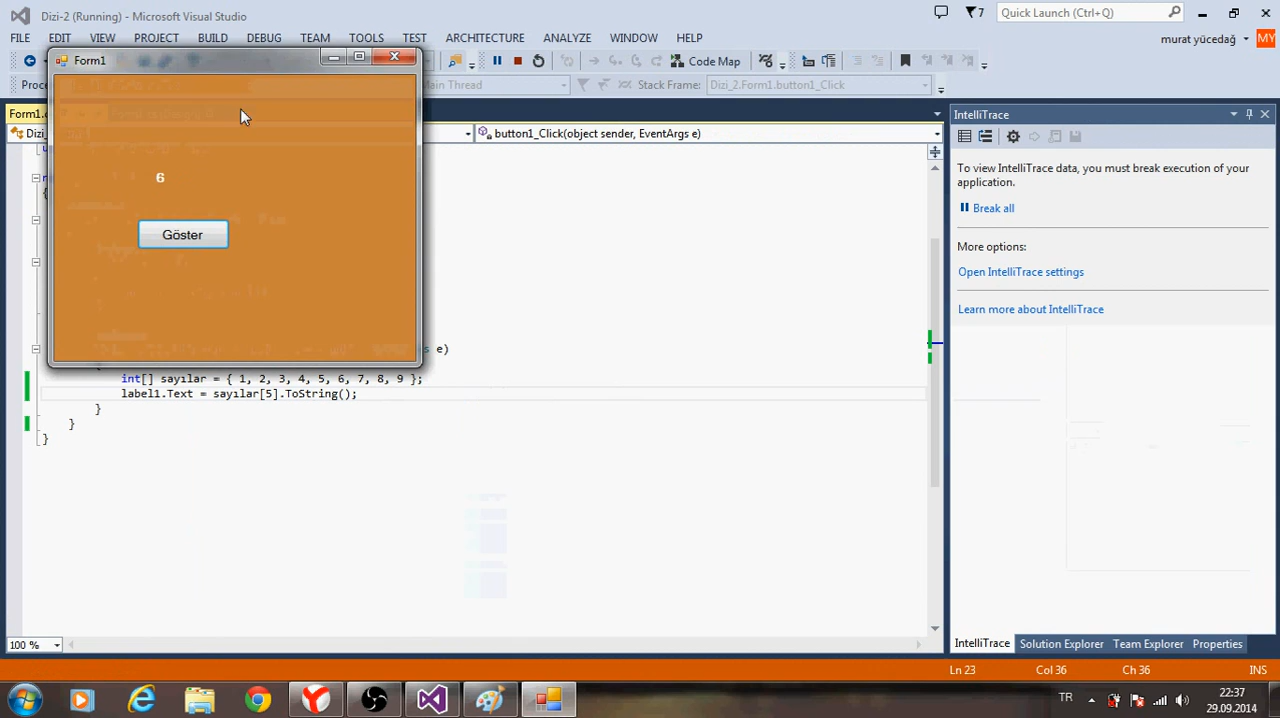 Dizi-2 (Running) - Microsoft Visual Studio
7
Quick Launch (Ctrl+Q)
FILE EDIT VIEW PROJECT BUILD DEBUG TEAM TOOLS TEST ARCHITECTURE ANALYZE WINDOW HELP
murat yücedağ
MY
Form1
Code Map
Stack Frame: Dizi_2.Form1.button1_Click
button1_Click(object sender, EventArgs e)
6
Göster
e)
int[] sayılar = { 1, 2, 3, 4, 5, 6, 7, 8, 9 };
label1.Text = sayılar[5].ToString();
}
}
}
IntelliTrace
To view IntelliTrace data, you must break execution of your
application.
Break all
More options:
Open IntelliTrace settings
Learn more about IntelliTrace
100 %
IntelliTrace Solution Explorer Team Explorer Properties
Ln 23 Col 36 Ch 36 INS
TR
22:37
29.09.2014